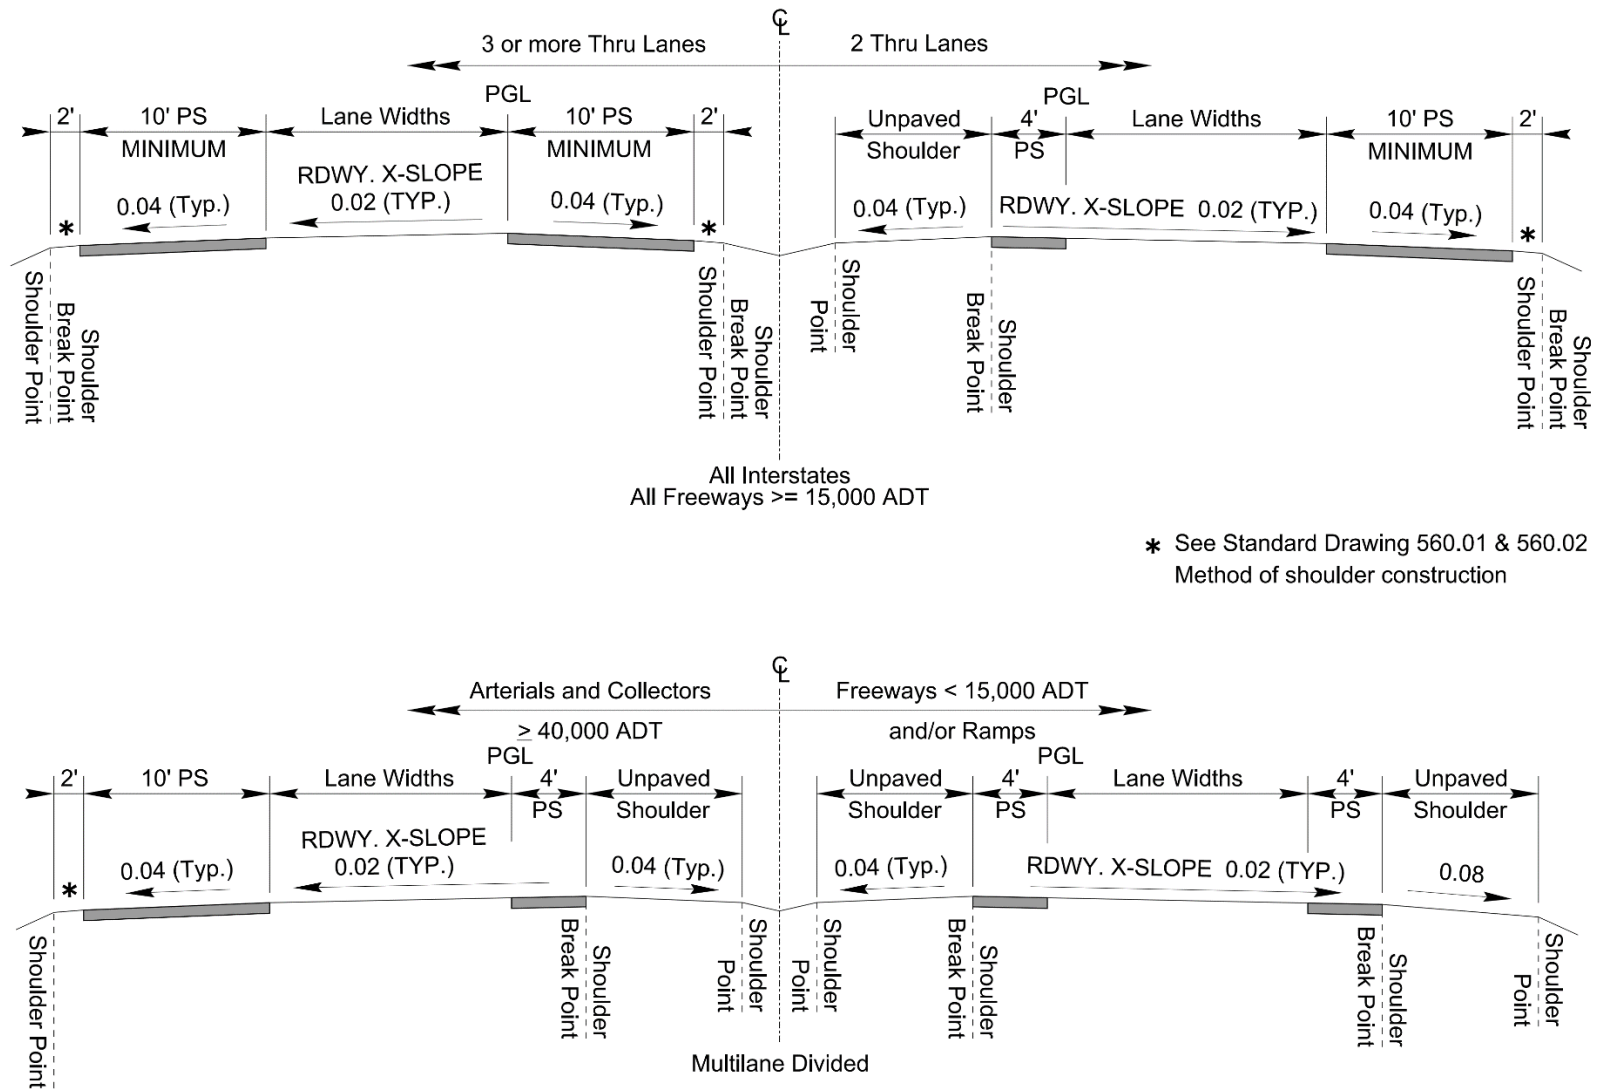 ℄
3 or more Thru Lanes 2 Thru Lanes
PGL PGL
2' 10' PS Lane Widths 10' PS 2' Unpaved 4' Lane Widths 10' PS 2'
MINIMUM MINIMUM Shoulder PS MINIMUM
RDWY. X-SLOPE
0.04 (Typ.) 0.02 (TYP.) 0.04 (Typ.) 0.04 (Typ.) RDWY. X-SLOPE 0.02 (TYP.) 0.04 (Typ.)
* * *
Shoulder Point
Shoulder
Break Point
Shoulder Point
Shoulder
Break Point
Shoulder
Point
Shoulder
Break Point
Shoulder Point
Shoulder
Break Point
All Interstates
All Freeways >= 15,000 ADT
* See Standard Drawing 560.01 & 560.02
Method of shoulder construction
℄
Arterials and Collectors Freeways < 15,000 ADT
≥ 40,000 ADT and/or Ramps
PGL PGL
2' 10' PS Lane Widths 4' Unpaved Unpaved 4' Lane Widths 4' Unpaved
PS Shoulder Shoulder PS PS Shoulder
RDWY. X-SLOPE
0.04 (Typ.) 0.02 (TYP.) 0.04 (Typ.) 0.04 (Typ.) RDWY. X-SLOPE 0.02 (TYP.) 0.08
*
Shoulder Point
Shoulder
Break Point
Shoulder
Point
Shoulder
Point
Shoulder
Break Point
Shoulder
Break Point
Shoulder
Point
Multilane Divided